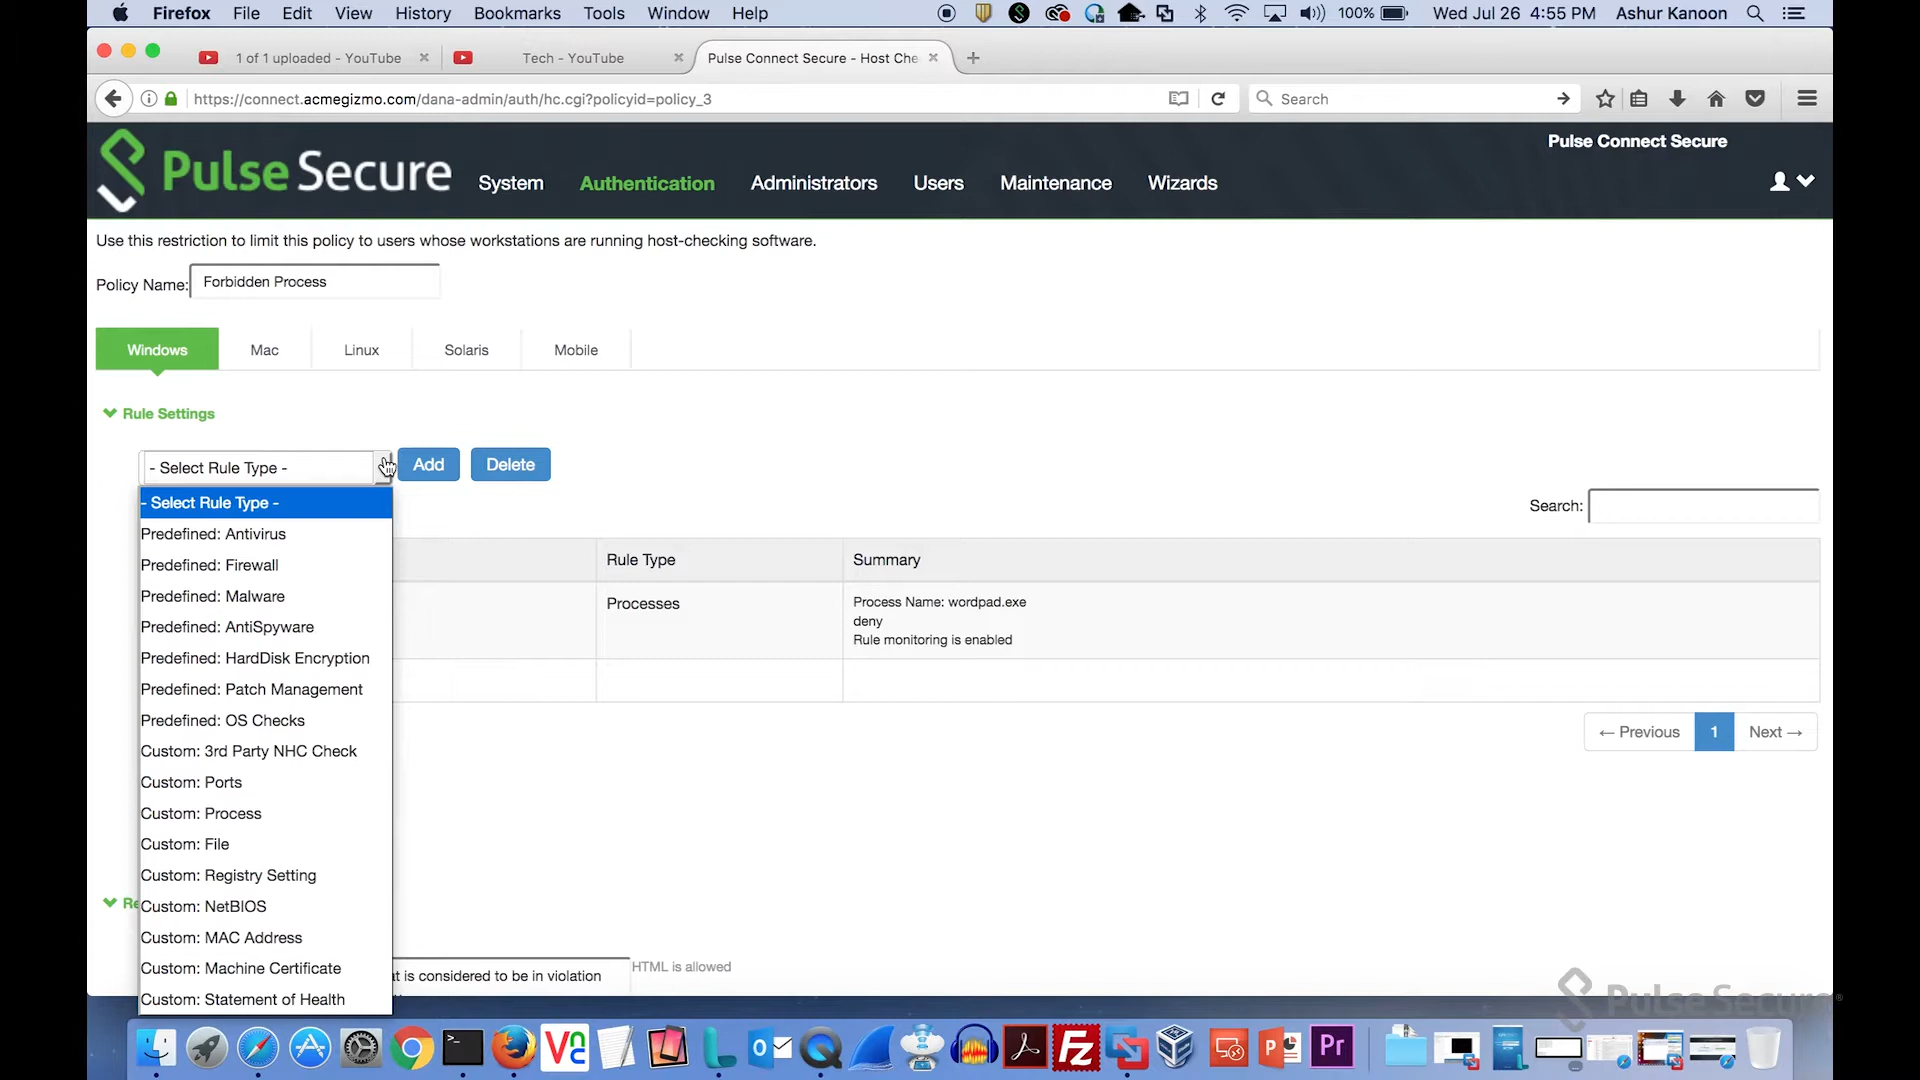 Firefox File Edit View History Bookmarks Tools Window Help 100% Wed Jul 26 4:55 PM Ashur Kanoon
1 of 1 uploaded - YouTube Tech - YouTube Pulse Connect Secure - Host Che
https://connect.acmegizmo.com/dana-admin/auth/hc.cgi?policyid=policy_3 Search
Pulse Connect Secure
Pulse Secure System Authentication Administrators Users Maintenance Wizards
Use this restriction to limit this policy to users whose workstations are running host-checking software.
Policy Name: Forbidden Process
Windows Mac Linux Solaris Mobile
Rule Settings
- Select Rule Type - Add Delete
- Select Rule Type -
Search:
Predefined: Antivirus
Predefined: Firewall
Predefined: Malware
Predefined: AntiSpyware
Predefined: HardDisk Encryption
Predefined: Patch Management
Predefined: OS Checks
Custom: 3rd Party NHC Check
Custom: Ports
Custom: Process
Custom: File
Custom: Registry Setting
Custom: NetBIOS
Custom: MAC Address
Custom: Machine Certificate
Custom: Statement of Health
Rule Type Summary
Processes Process Name: wordpad.exe
deny
Rule monitoring is enabled
← Previous 1 Next →
is considered to be in violation HTML is allowed
Pulse Secure®
VC Fz Pr